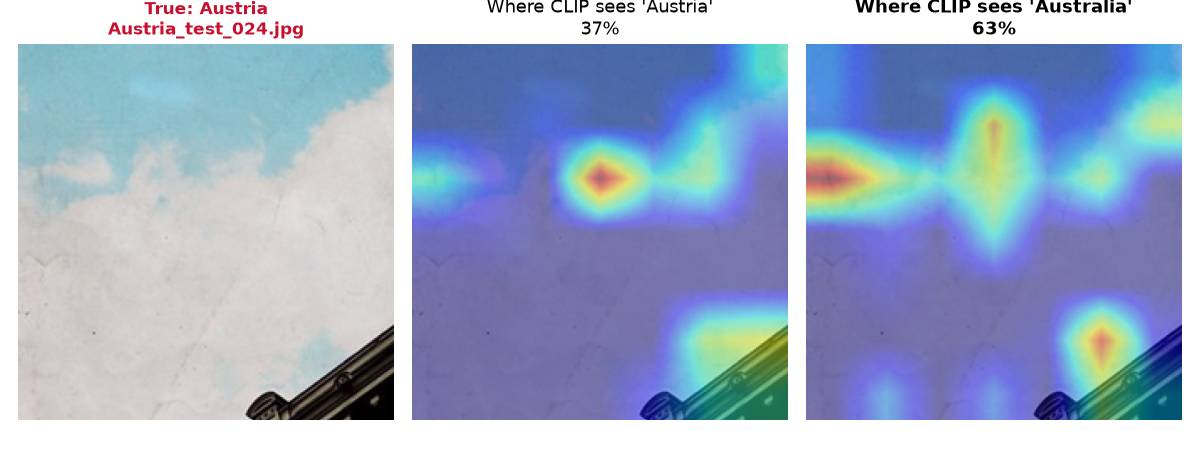 True: Austria
Austria_test_024.jpg
Where CLIP sees 'Austria'
37%
Where CLIP sees 'Australia'
63%